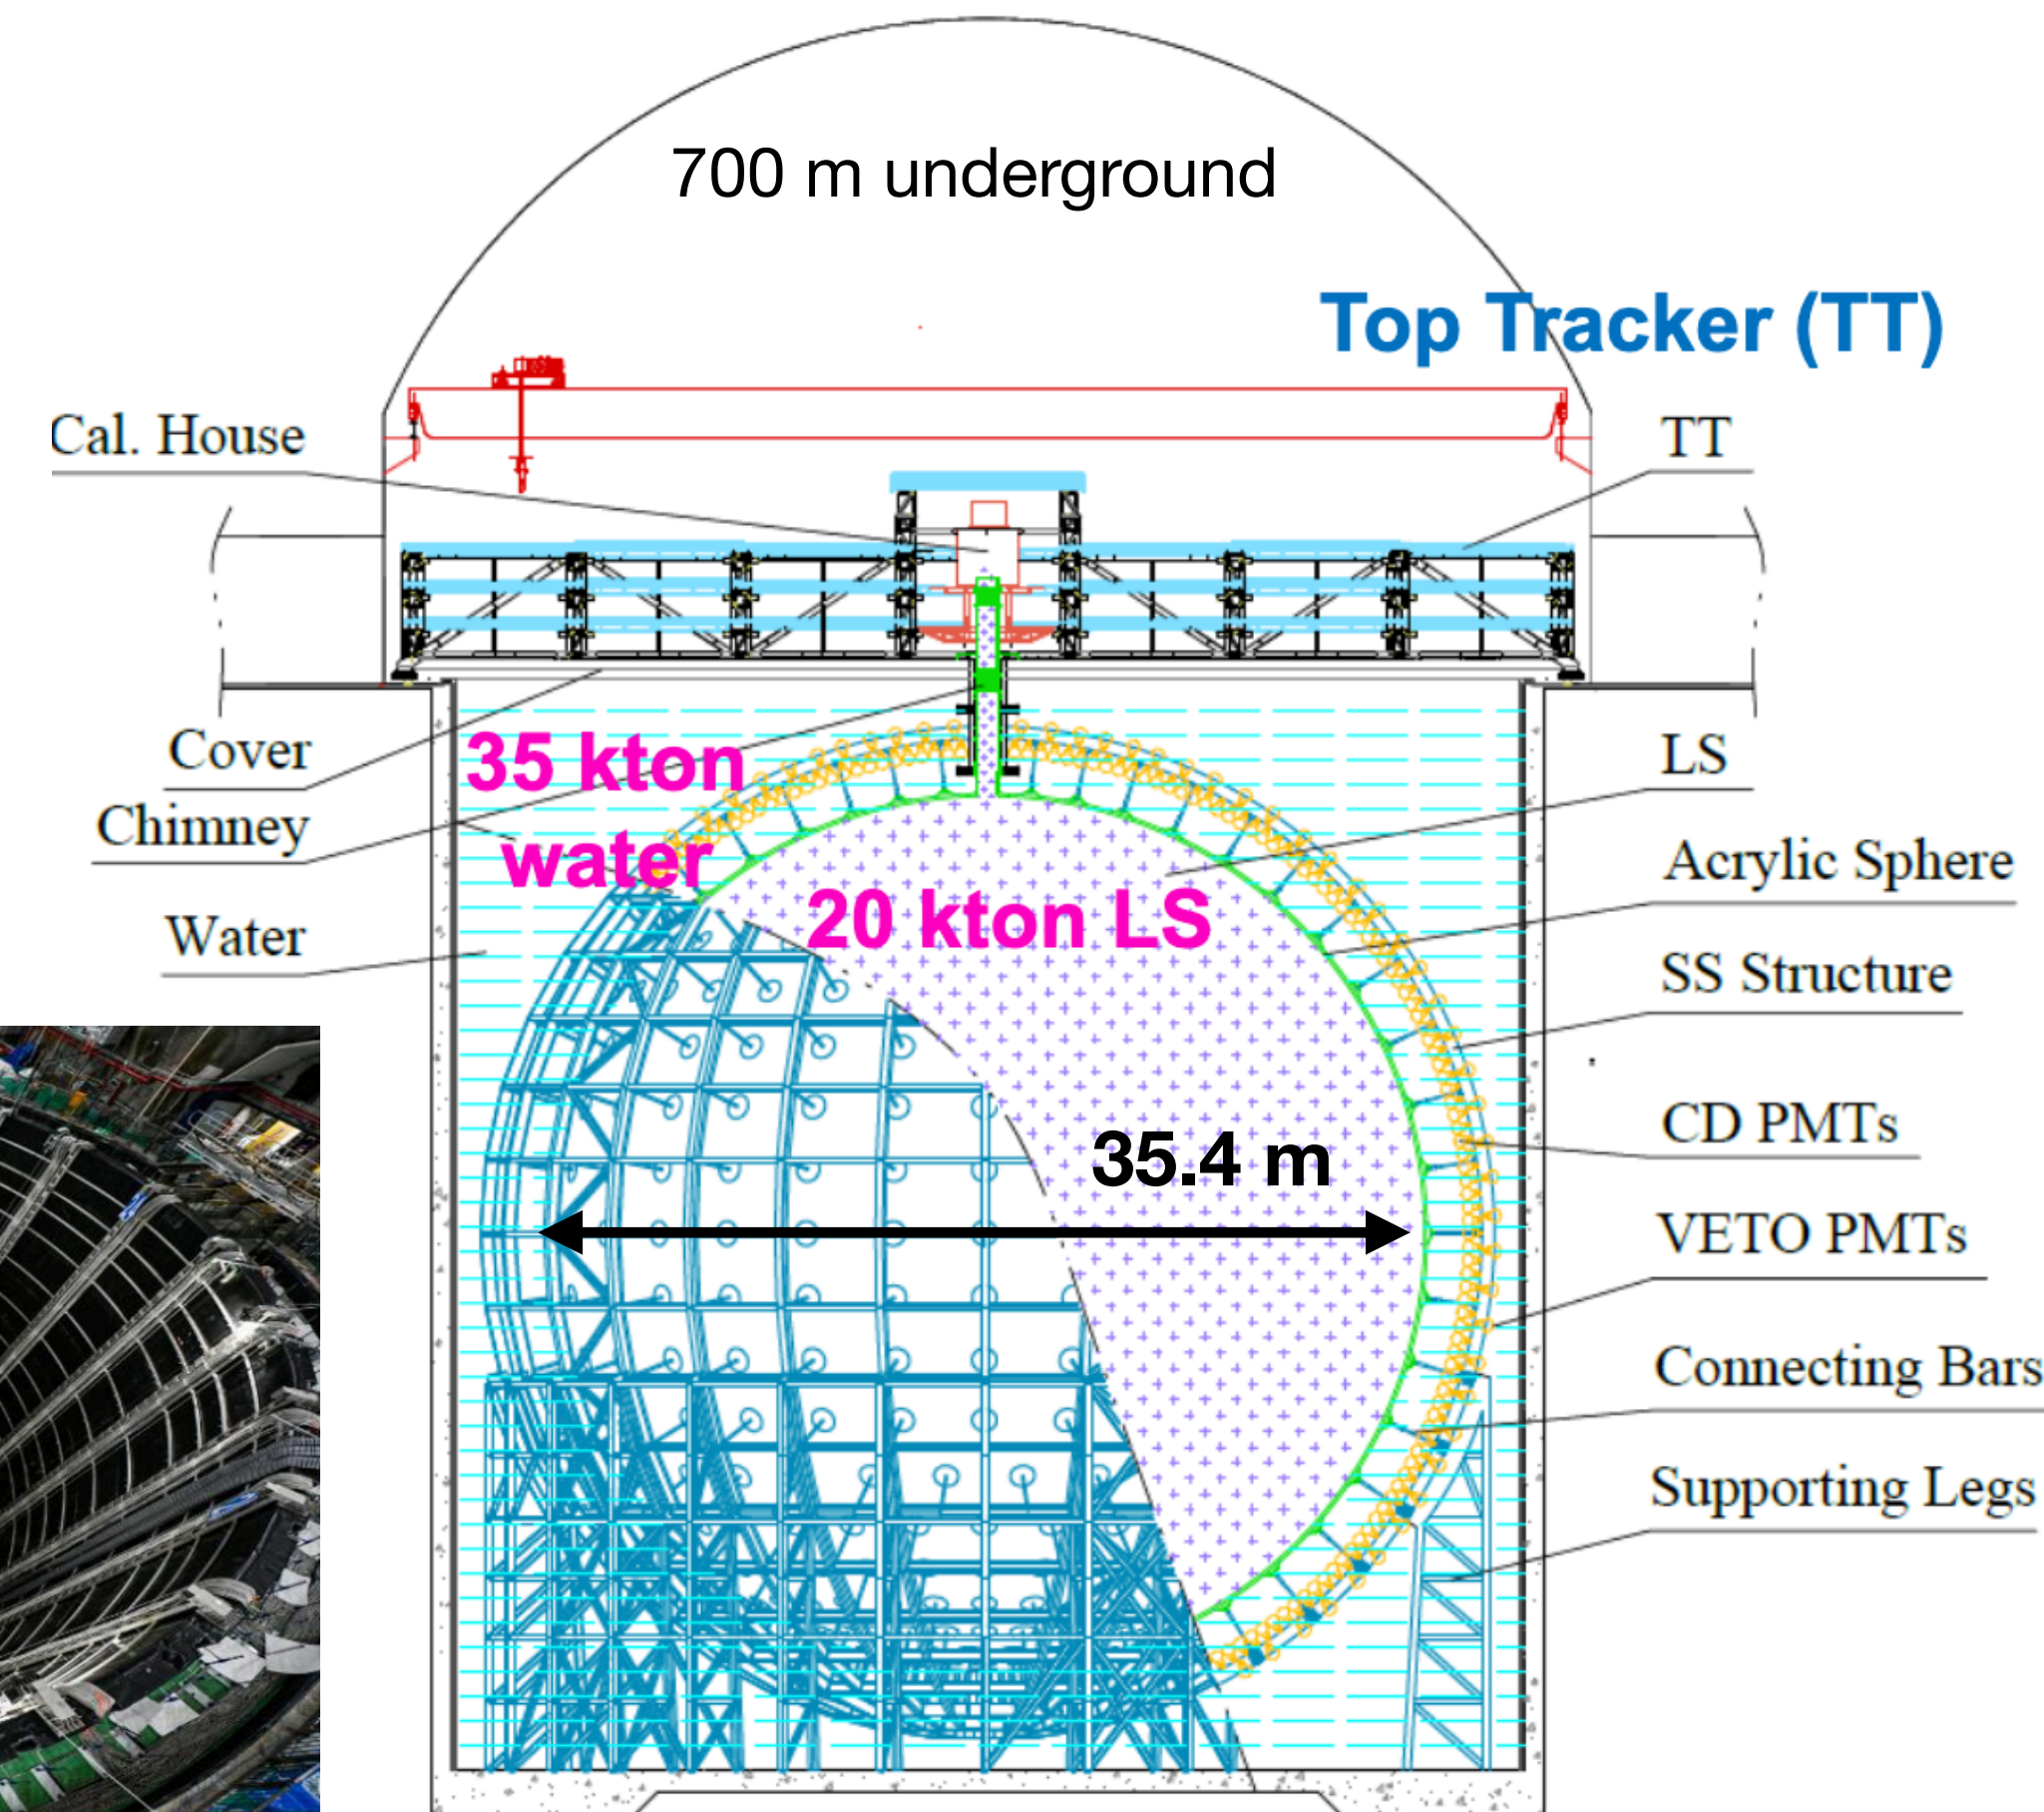 700 m underground
Top Tracker (TT)
Cal. House
TT
Cover
35 kton
water
LS
Chimney
Acrylic Sphere
20 kton LS
Water
SS Structure
CD PMTs
35.4 m
VETO PMTs
Connecting Bars
Supporting Legs